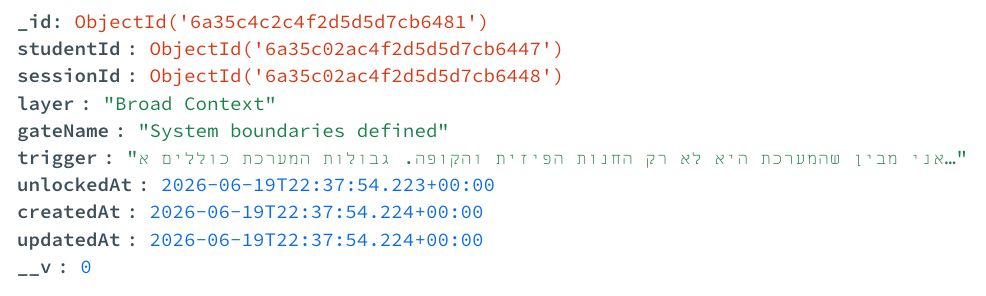 _id: ObjectId('6a35c4c2c4f2d5d5d7cb6481')
studentId : ObjectId('6a35c02ac4f2d5d5d7cb6447')
sessionId : ObjectId('6a35c02ac4f2d5d5d7cb6448')
layer : "Broad Context"
gateName : "System boundaries defined"
trigger : "אני מבין שהמערכת היא לא רק החנות הפיזית והקופה. גבולות המערכת כוללים א…"
unlockedAt : 2026-06-19T22:37:54.223+00:00
createdAt : 2026-06-19T22:37:54.224+00:00
updatedAt : 2026-06-19T22:37:54.224+00:00
__v : 0